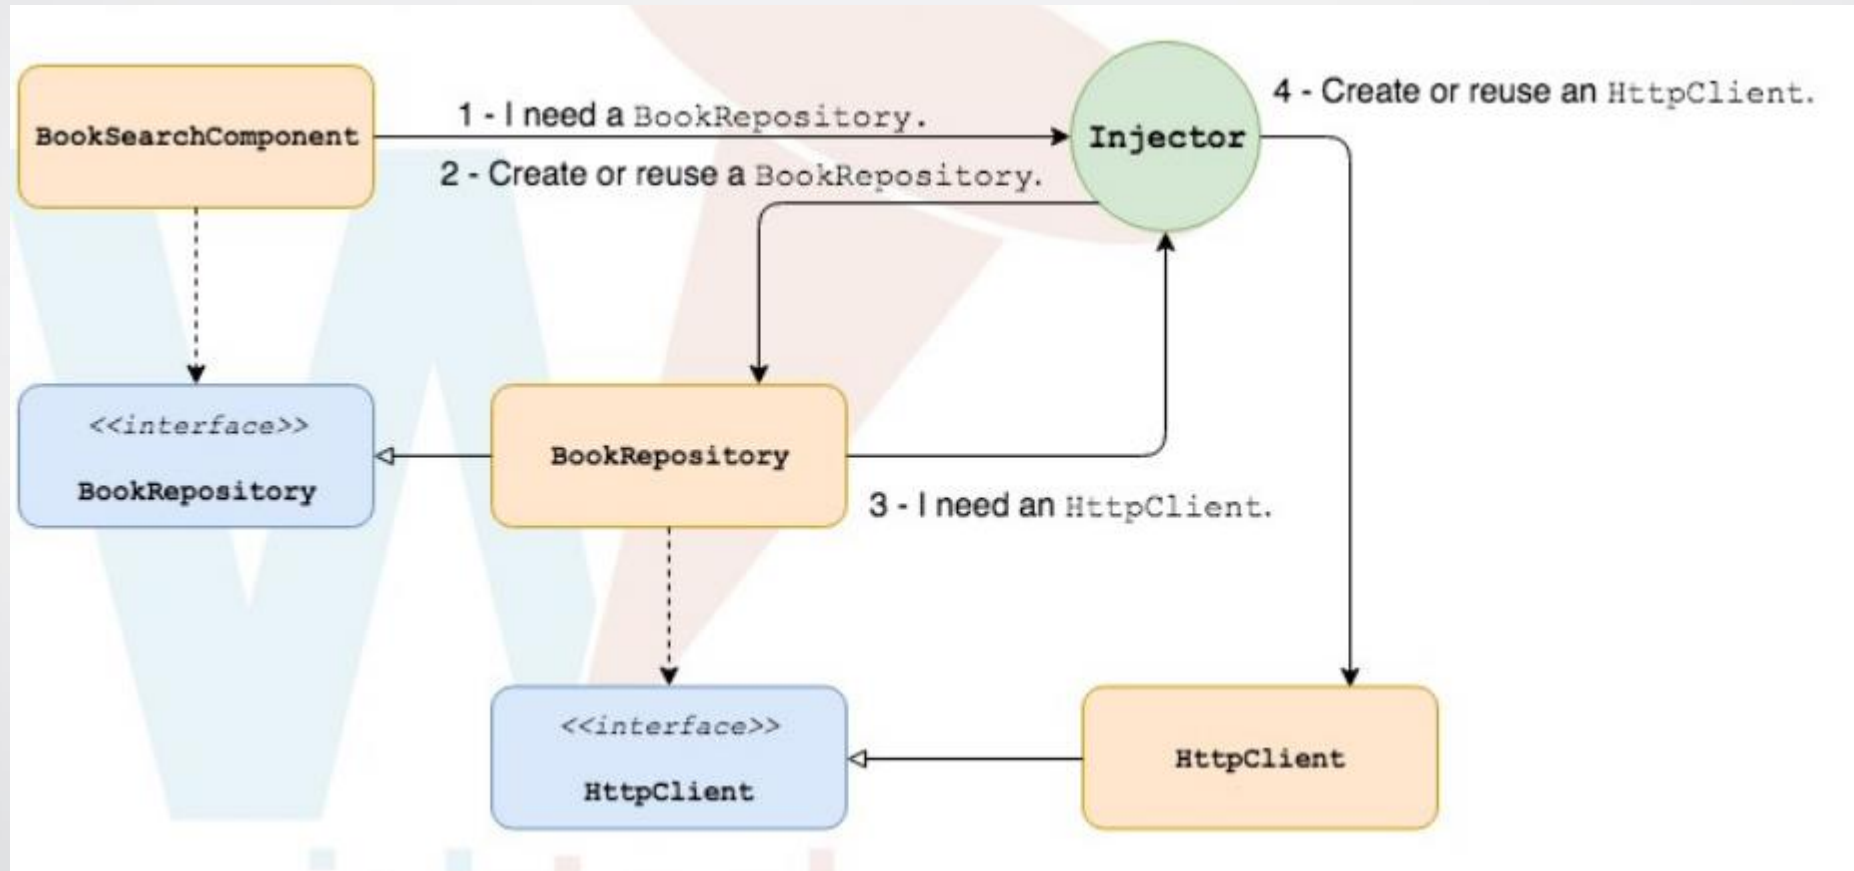 BookSearchComponent
1 - I need a BookRepository.
2 - Create or reuse a BookRepository.
Injector
4 - Create or reuse an HttpClient.
<<interface>>
BookRepository
BookRepository
3 - I need an HttpClient.
<<interface>>
HttpClient
HttpClient